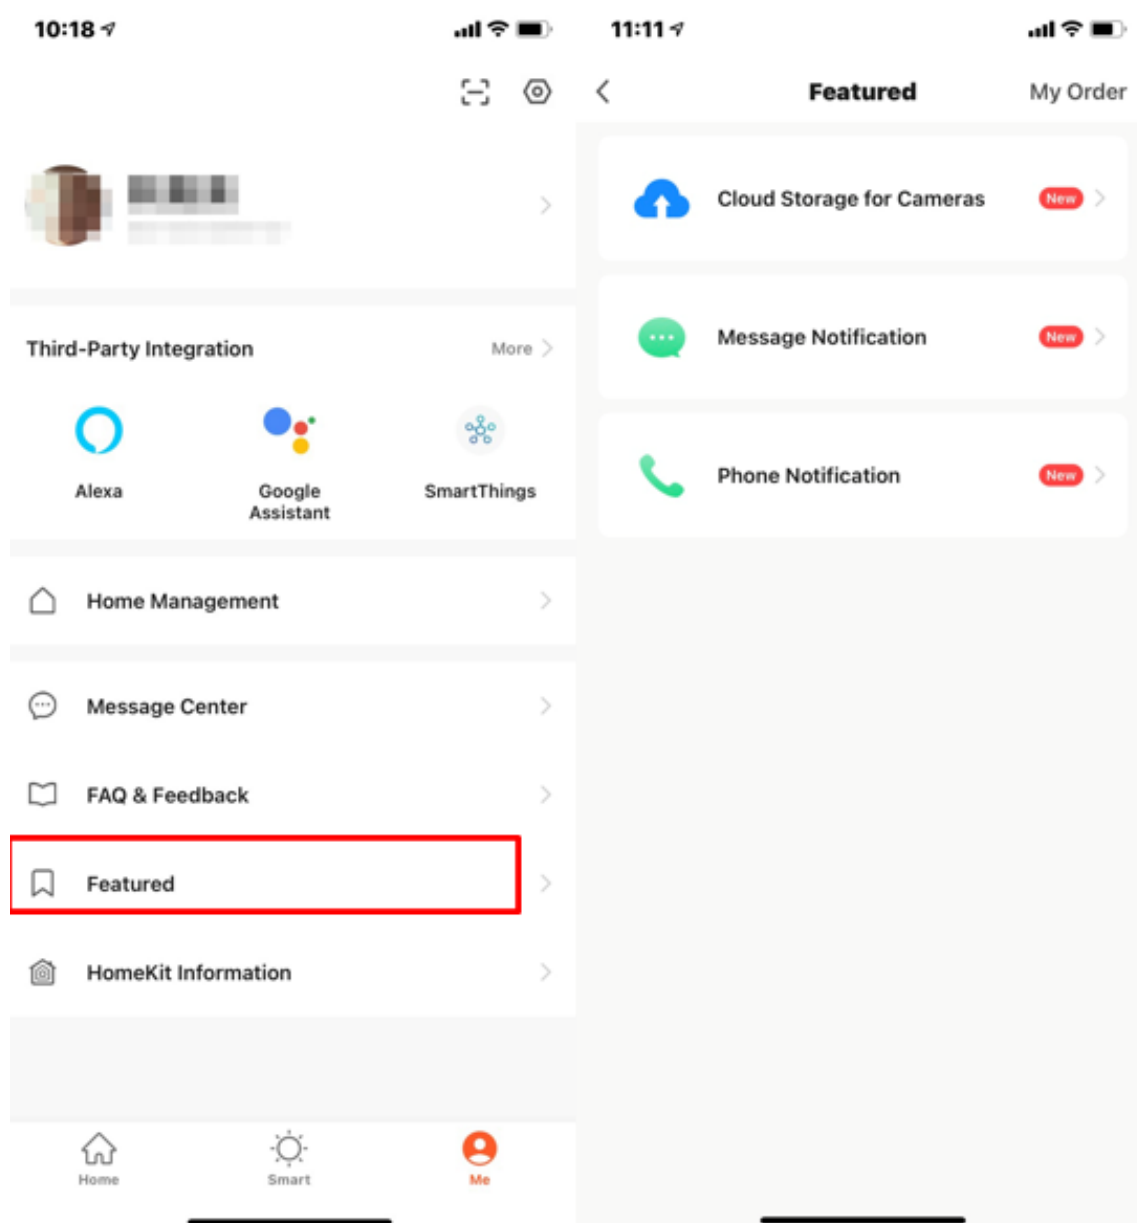 10:18
Third-Party Integration
More
Alexa
Google
Assistant
SmartThings
Home Management
Message Center
FAQ & Feedback
Featured
HomeKit Information
Home
Smart
Me
11:11
Featured
My Order
Cloud Storage for Cameras
New
Message Notification
New
Phone Notification
New